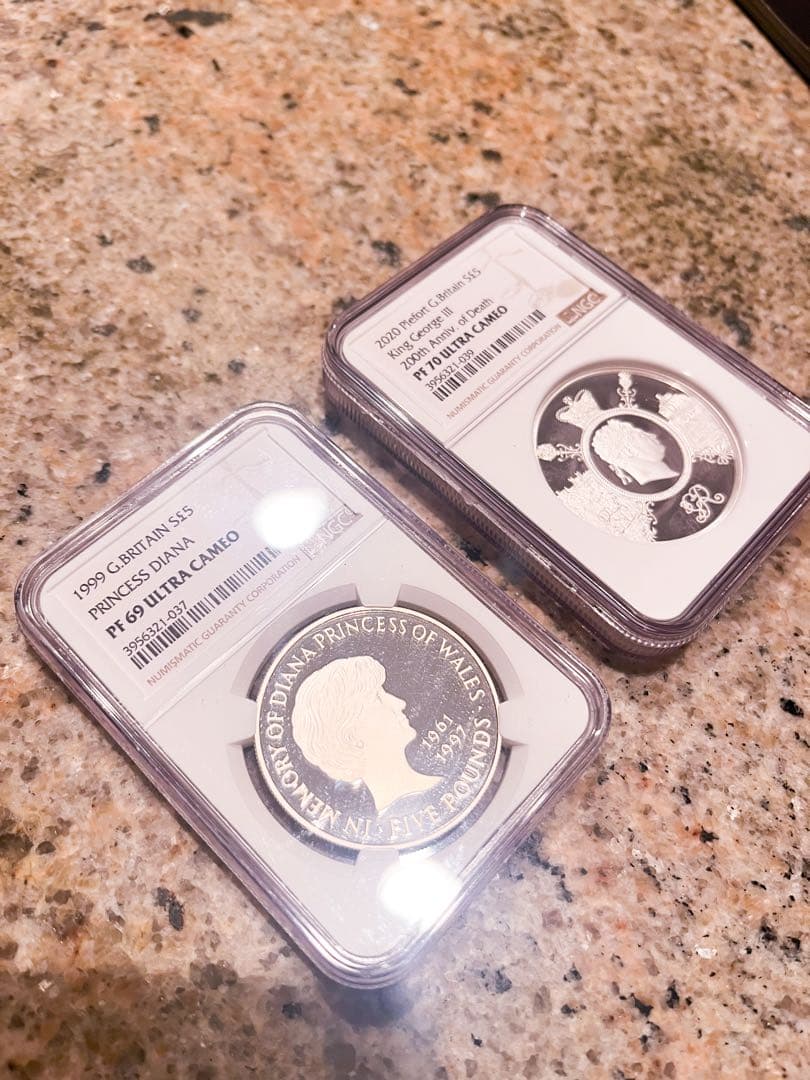 2020 Piefort G.Britain S£5
King George III
200th Anniv. of Death
PF 70 ULTRA CAMEO
3956321-039
NUMISMATIC GUARANTY CORPORATION
NGC
1999 G.BRITAIN S£5
PRINCESS DIANA
PF 69 ULTRA CAMEO
3956321-037
NUMISMATIC GUARANTY CORPORATION
NGC
IN MEMORY OF DIANA PRINCESS OF WALES
1961
1997
FIVE POUNDS